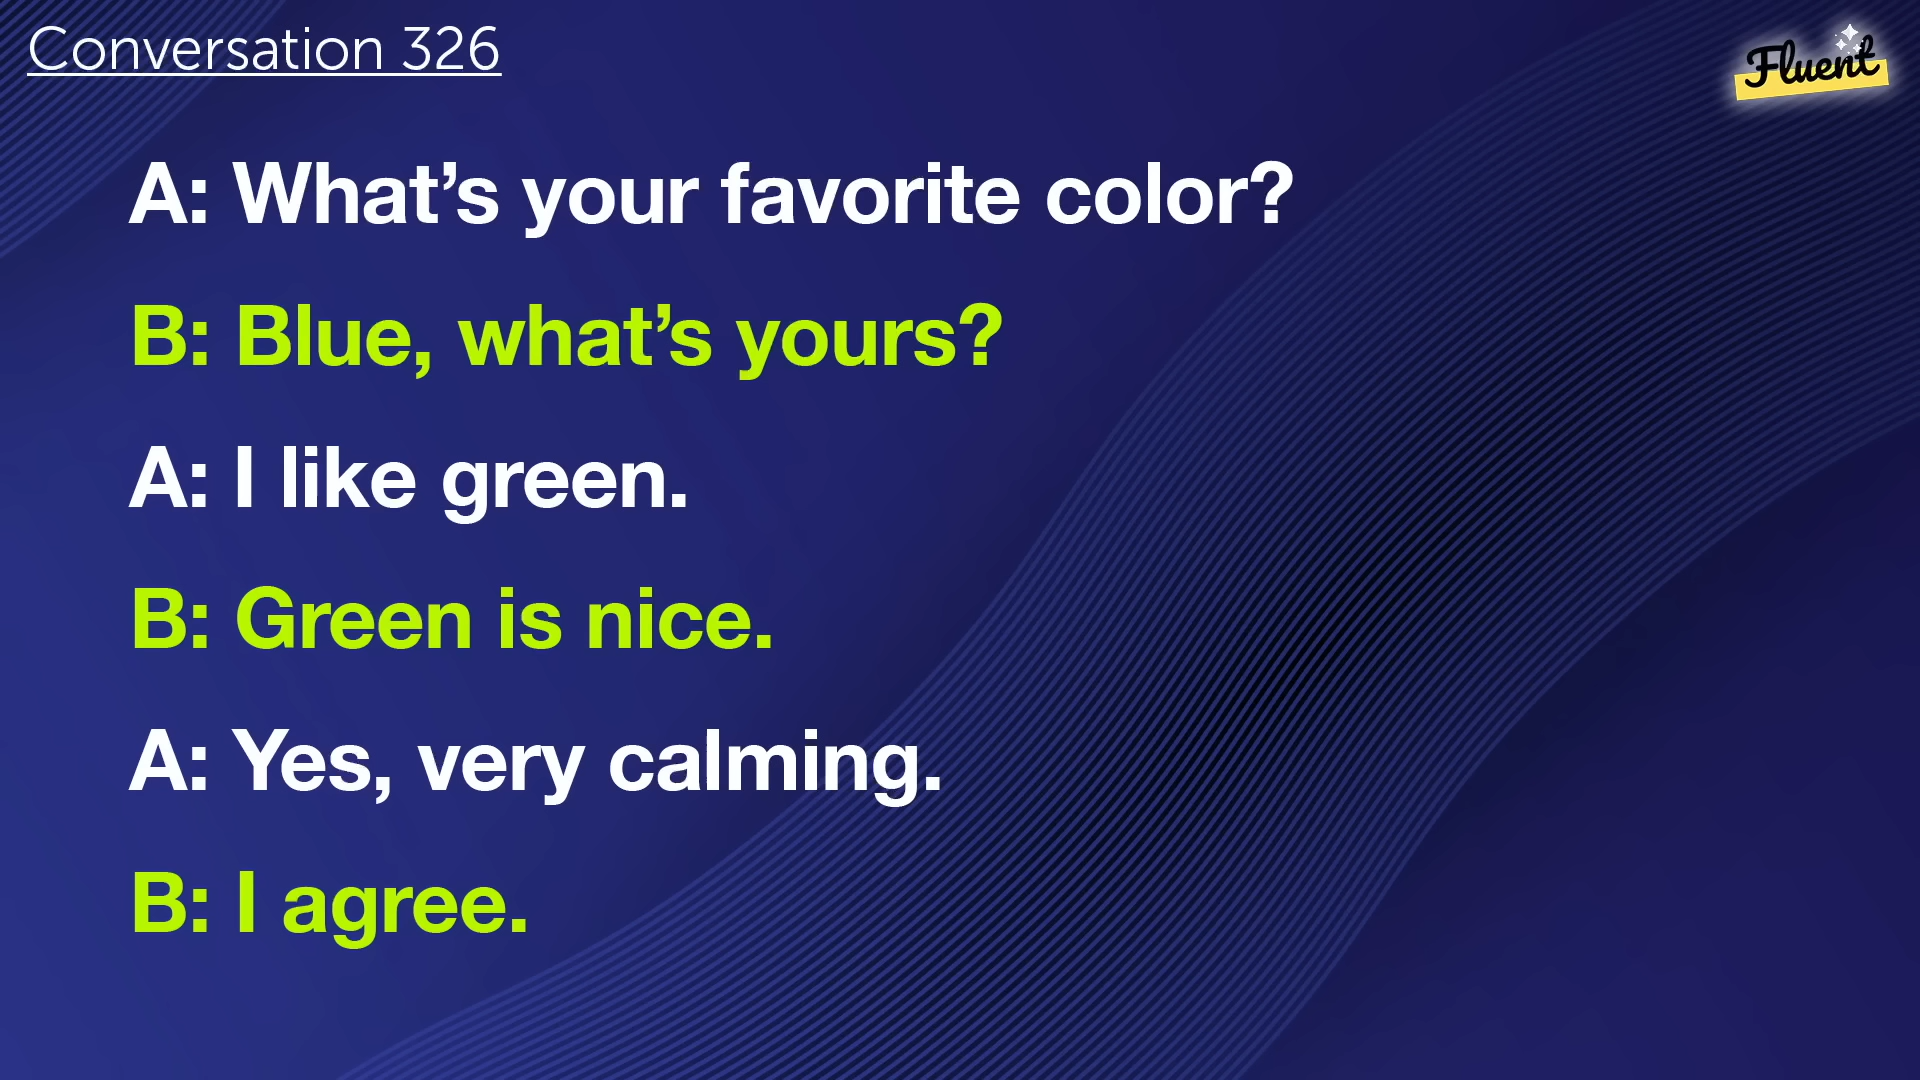 Conversation 326
Fluent
A: What’s your favorite color?
B: Blue, what’s yours?
A: I like green.
B: Green is nice.
A: Yes, very calming.
B: I agree.